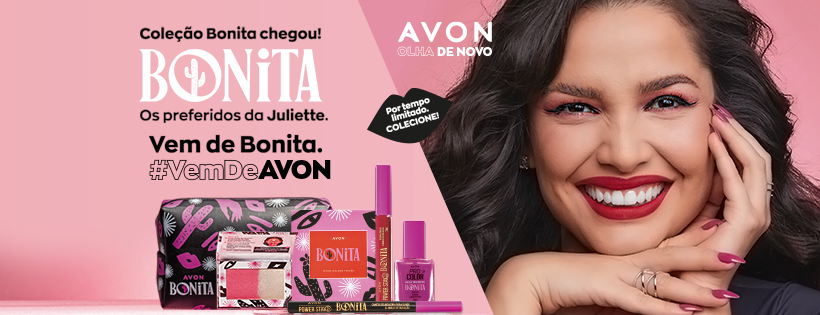 Coleção Bonita chegou!
BONiTA
Os preferidos da Juliette.
Vem de Bonita.
#VemDeAVON
AVON
OLHA DE NOVO
Por tempo
limitado.
COLECIONE!
AVON
BONiTA
AVON
BONiTA
POWER STAY
BONiTA
PRO
COLOR
BONiTA
POWER STAY
BONiTA